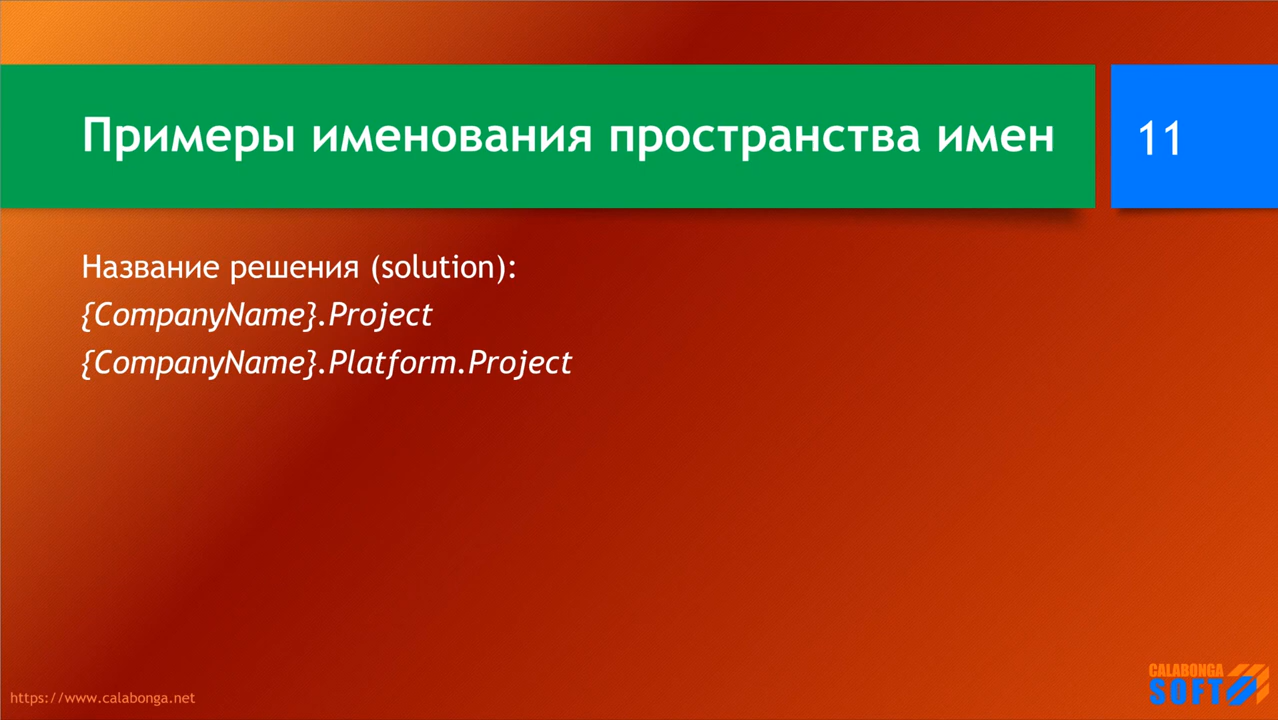 Примеры именования пространства имен
11
Название решения (solution):
{CompanyName}.Project
{CompanyName}.Platform.Project
https://www.calabonga.net
CALABONGA
SOFT